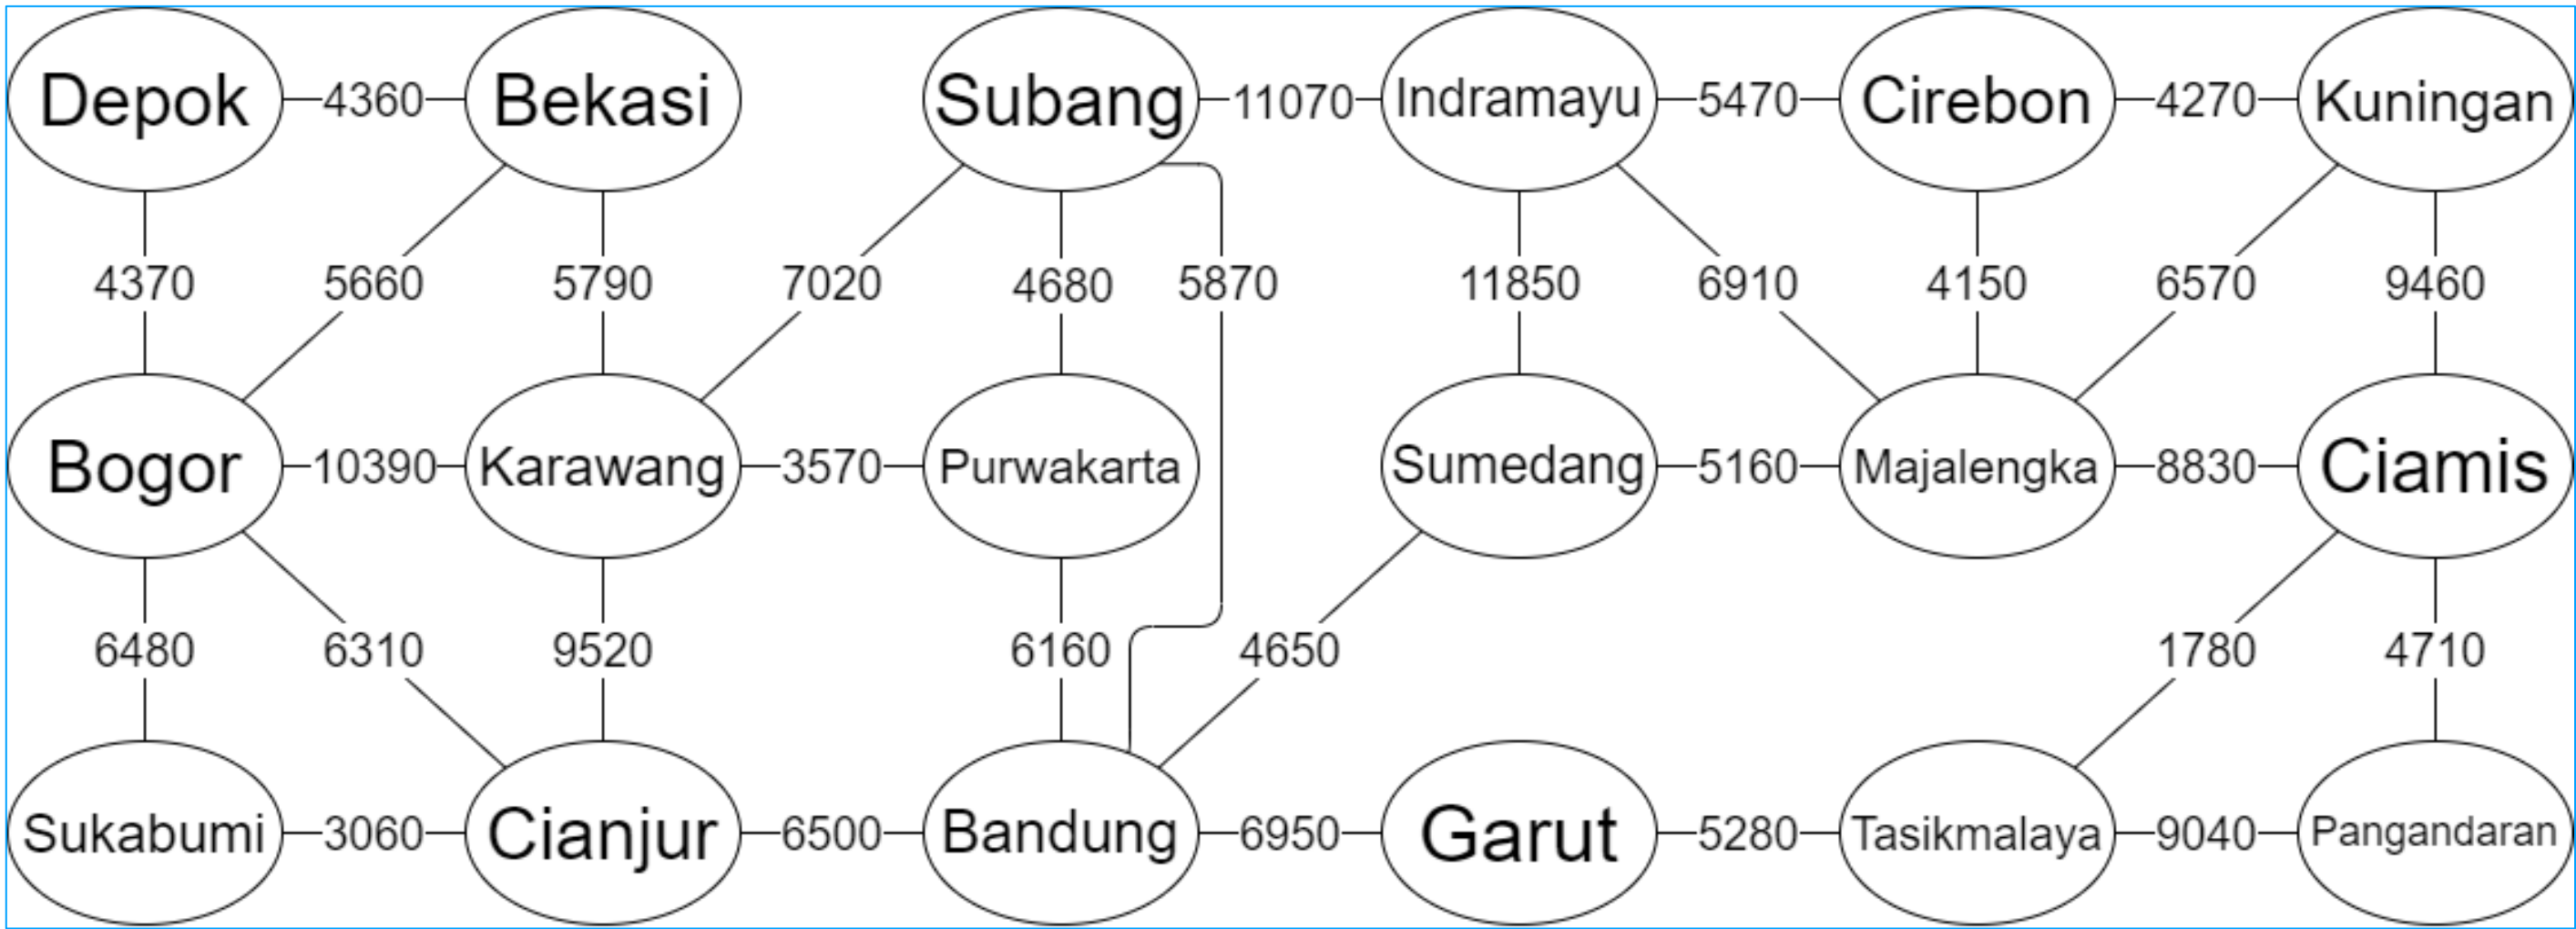 Depok 4360 Bekasi Subang 11070 Indramayu 5470 Cirebon 4270 Kuningan
4370 5660 5790 7020 4680 5870 11850 6910 4150 6570 9460
Bogor 10390 Karawang 3570 Purwakarta Sumedang 5160 Majalengka 8830 Ciamis
6480 6310 9520 6160 4650 1780 4710
Sukabumi 3060 Cianjur 6500 Bandung 6950 Garut 5280 Tasikmalaya 9040 Pangandaran